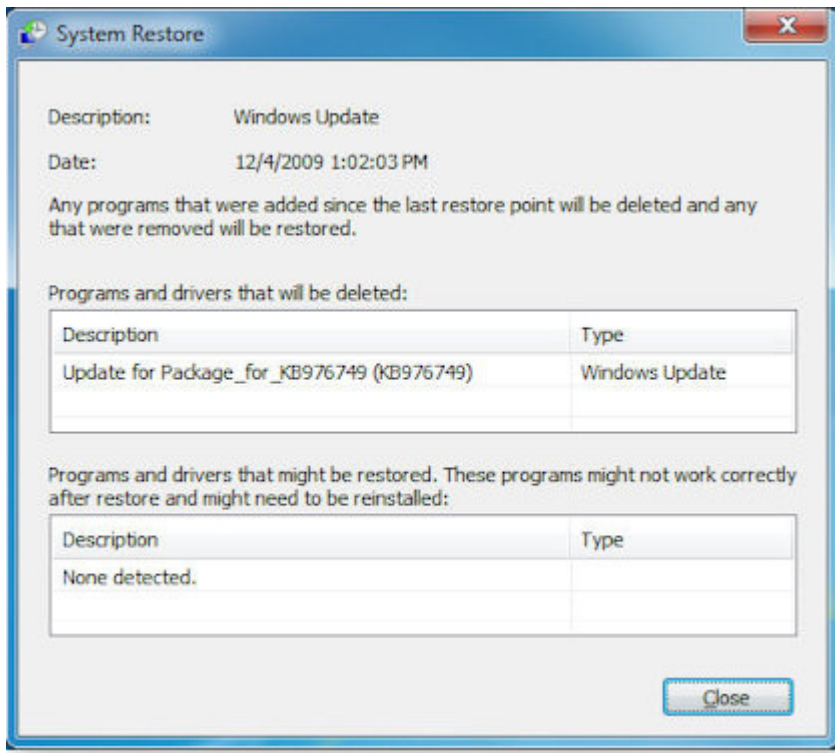 System Restore
Description: Windows Update
Date: 12/4/2009 1:02:03 PM
Any programs that were added since the last restore point will be deleted and any
that were removed will be restored.
Programs and drivers that will be deleted:
Description Type
Update for Package_for_KB976749 (KB976749) Windows Update
Programs and drivers that might be restored. These programs might not work correctly
after restore and might need to be reinstalled:
Description Type
None detected.
Close